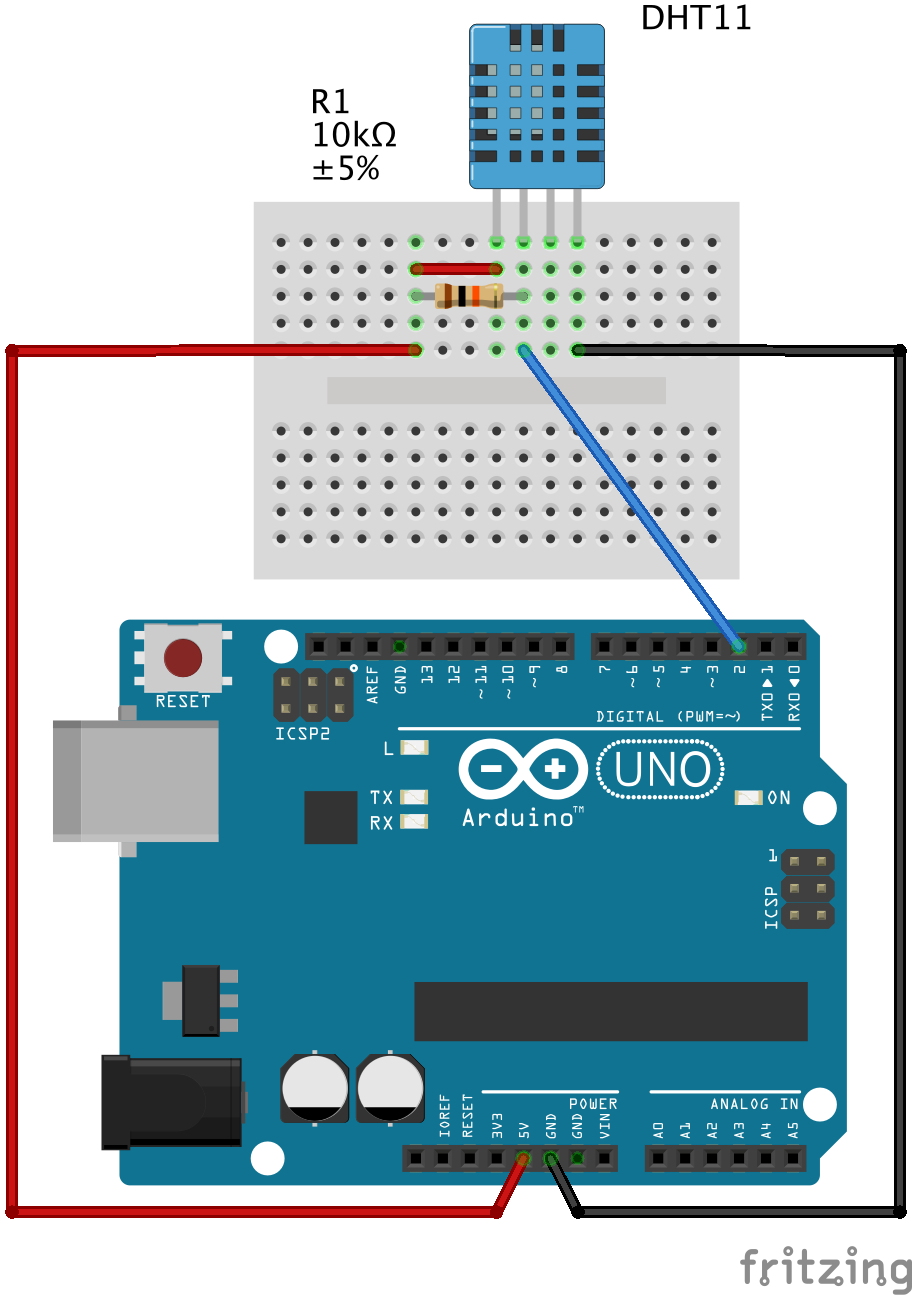 DHT11
R1
10kΩ
±5%
RESET
ICSP2
AREF
GND
13
12
~11
~10
~9
8
7
~6
~5
4
~3
2
TX0▶1
RX0◀0
DIGITAL (PWM=~)
L
TX
RX
Arduino™
UNO
ON
1
ICSP
IOREF
RESET
3V3
5V
GND
GND
VIN
POWER
ANALOG IN
A0
A1
A2
A3
A4
A5
fritzing